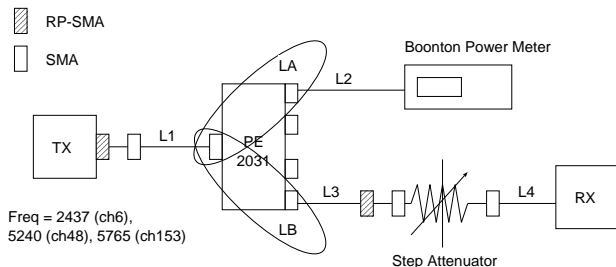 RP-SMA
SMA
Boonton Power Meter
LA
L2
L1
TX
PE
2031
L3
L4
RX
LB
Freq = 2437 (ch6),
5240 (ch48), 5765 (ch153)
Step Attenuator